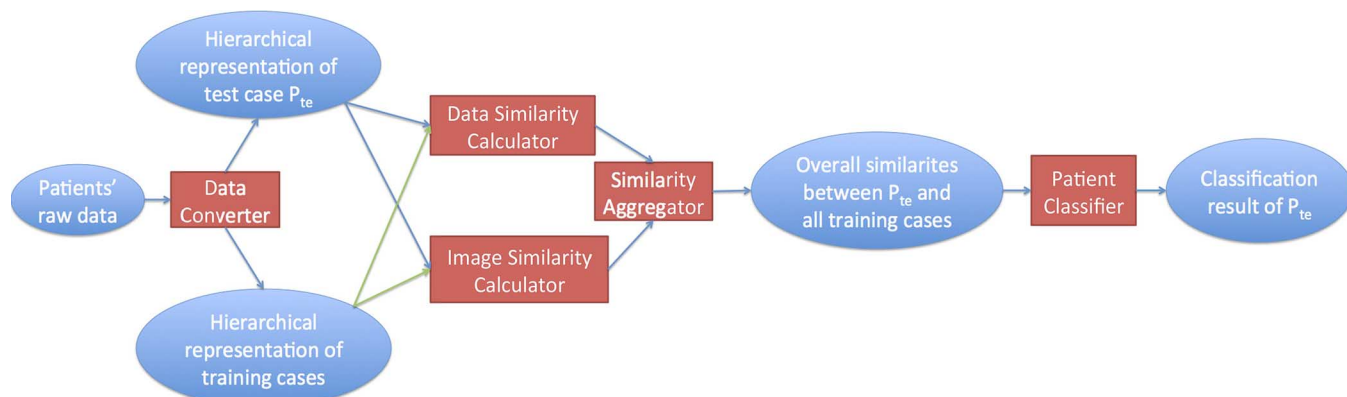 Hierarchical
representation of
test case Pte
Patients'
raw data
Data
Converter
Hierarchical
representation of
training cases
Data Similarity
Calculator
Image Similarity
Calculator
Similarity
Aggregator
Overall similarites
between Pte and
all training cases
Patient
Classifier
Classification
result of Pte